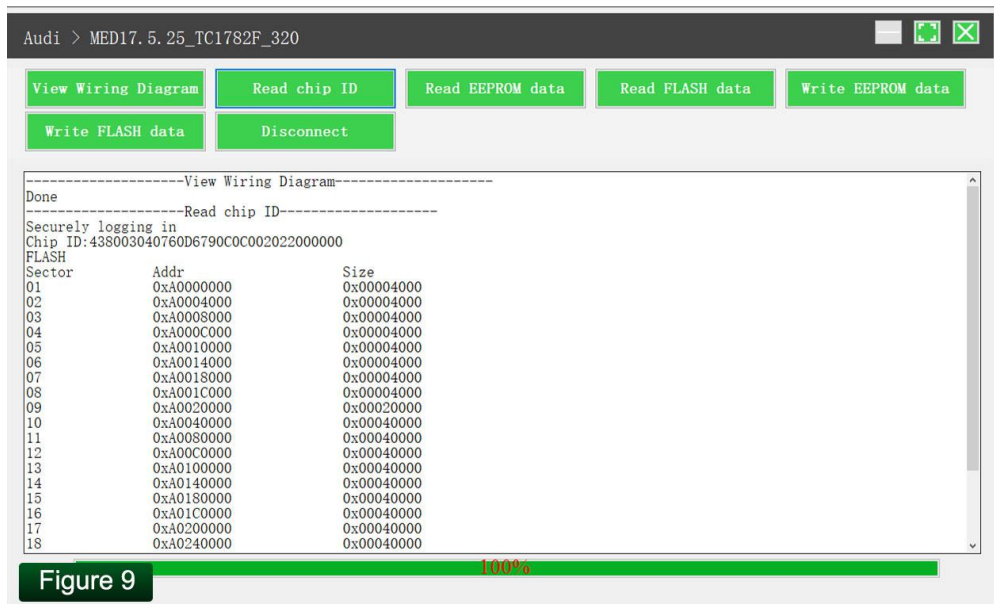 Audi > MED17.5.25_TC1782F_320
View Wiring Diagram Read chip ID Read EEPROM data Read FLASH data Write EEPROM data
Write FLASH data Disconnect
--------------------View Wiring Diagram--------------------
Done
--------------------Read chip ID--------------------
Securely logging in
Chip ID:438003040760D6790C0C002022000000
FLASH
Sector Addr Size
01 0xA0000000 0x00004000
02 0xA0004000 0x00004000
03 0xA0008000 0x00004000
04 0xA000C000 0x00004000
05 0xA0010000 0x00004000
06 0xA0014000 0x00004000
07 0xA0018000 0x00004000
08 0xA001C000 0x00004000
09 0xA0020000 0x00020000
10 0xA0040000 0x00040000
11 0xA0080000 0x00040000
12 0xA00C0000 0x00040000
13 0xA0100000 0x00040000
14 0xA0140000 0x00040000
15 0xA0180000 0x00040000
16 0xA01C0000 0x00040000
17 0xA0200000 0x00040000
18 0xA0240000 0x00040000
100%
Figure 9